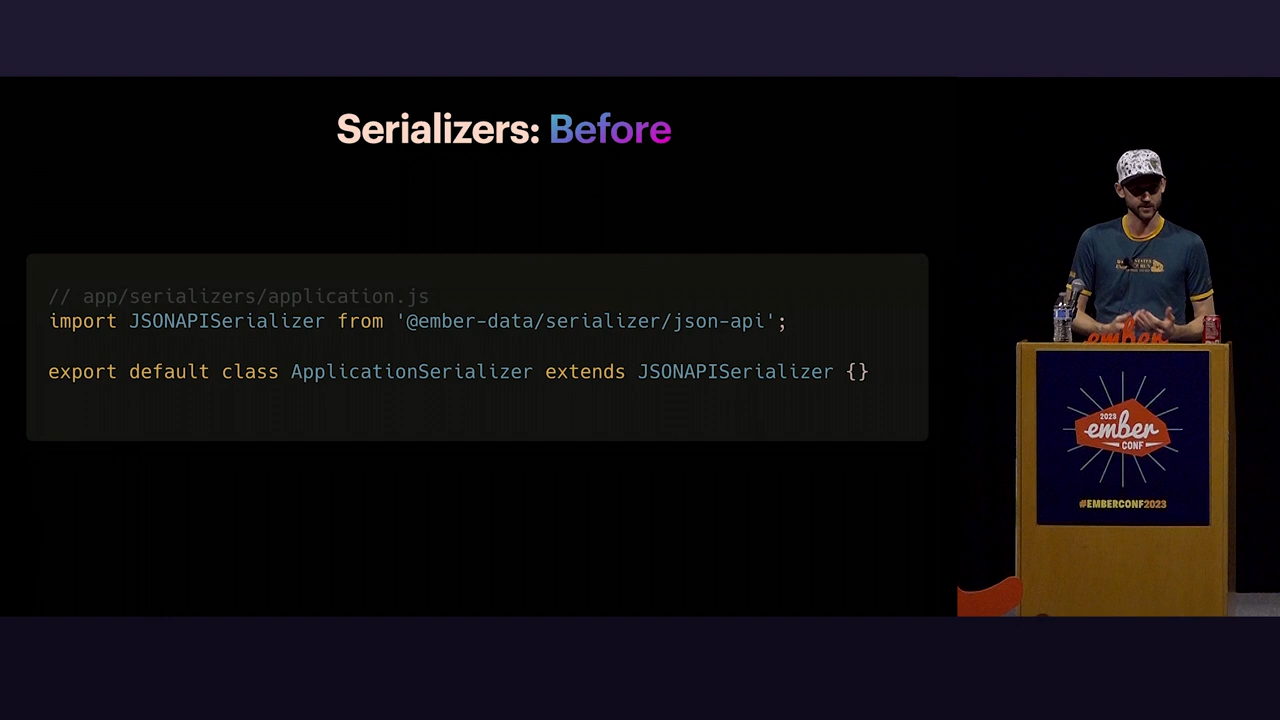 Serializers: Before
// app/serializers/application.js
import JSONAPISerializer from '@ember-data/serializer/json-api';
export default class ApplicationSerializer extends JSONAPISerializer {}
ember
2023
ember
CONF
#EMBERCONF2023